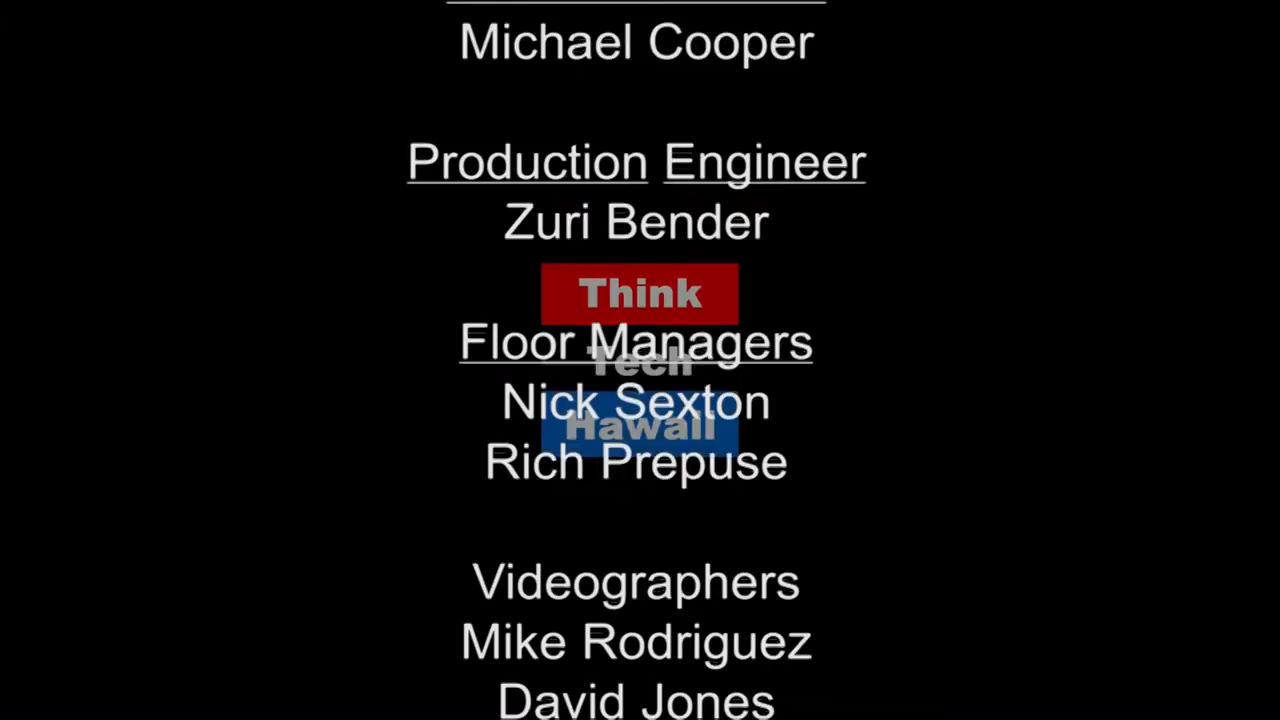 Michael Cooper
Production Engineer
Zuri Bender
Think
Floor Managers
Tech
Nick Sexton
Hawaii
Rich Prepuse
Videographers
Mike Rodriguez
David Jones